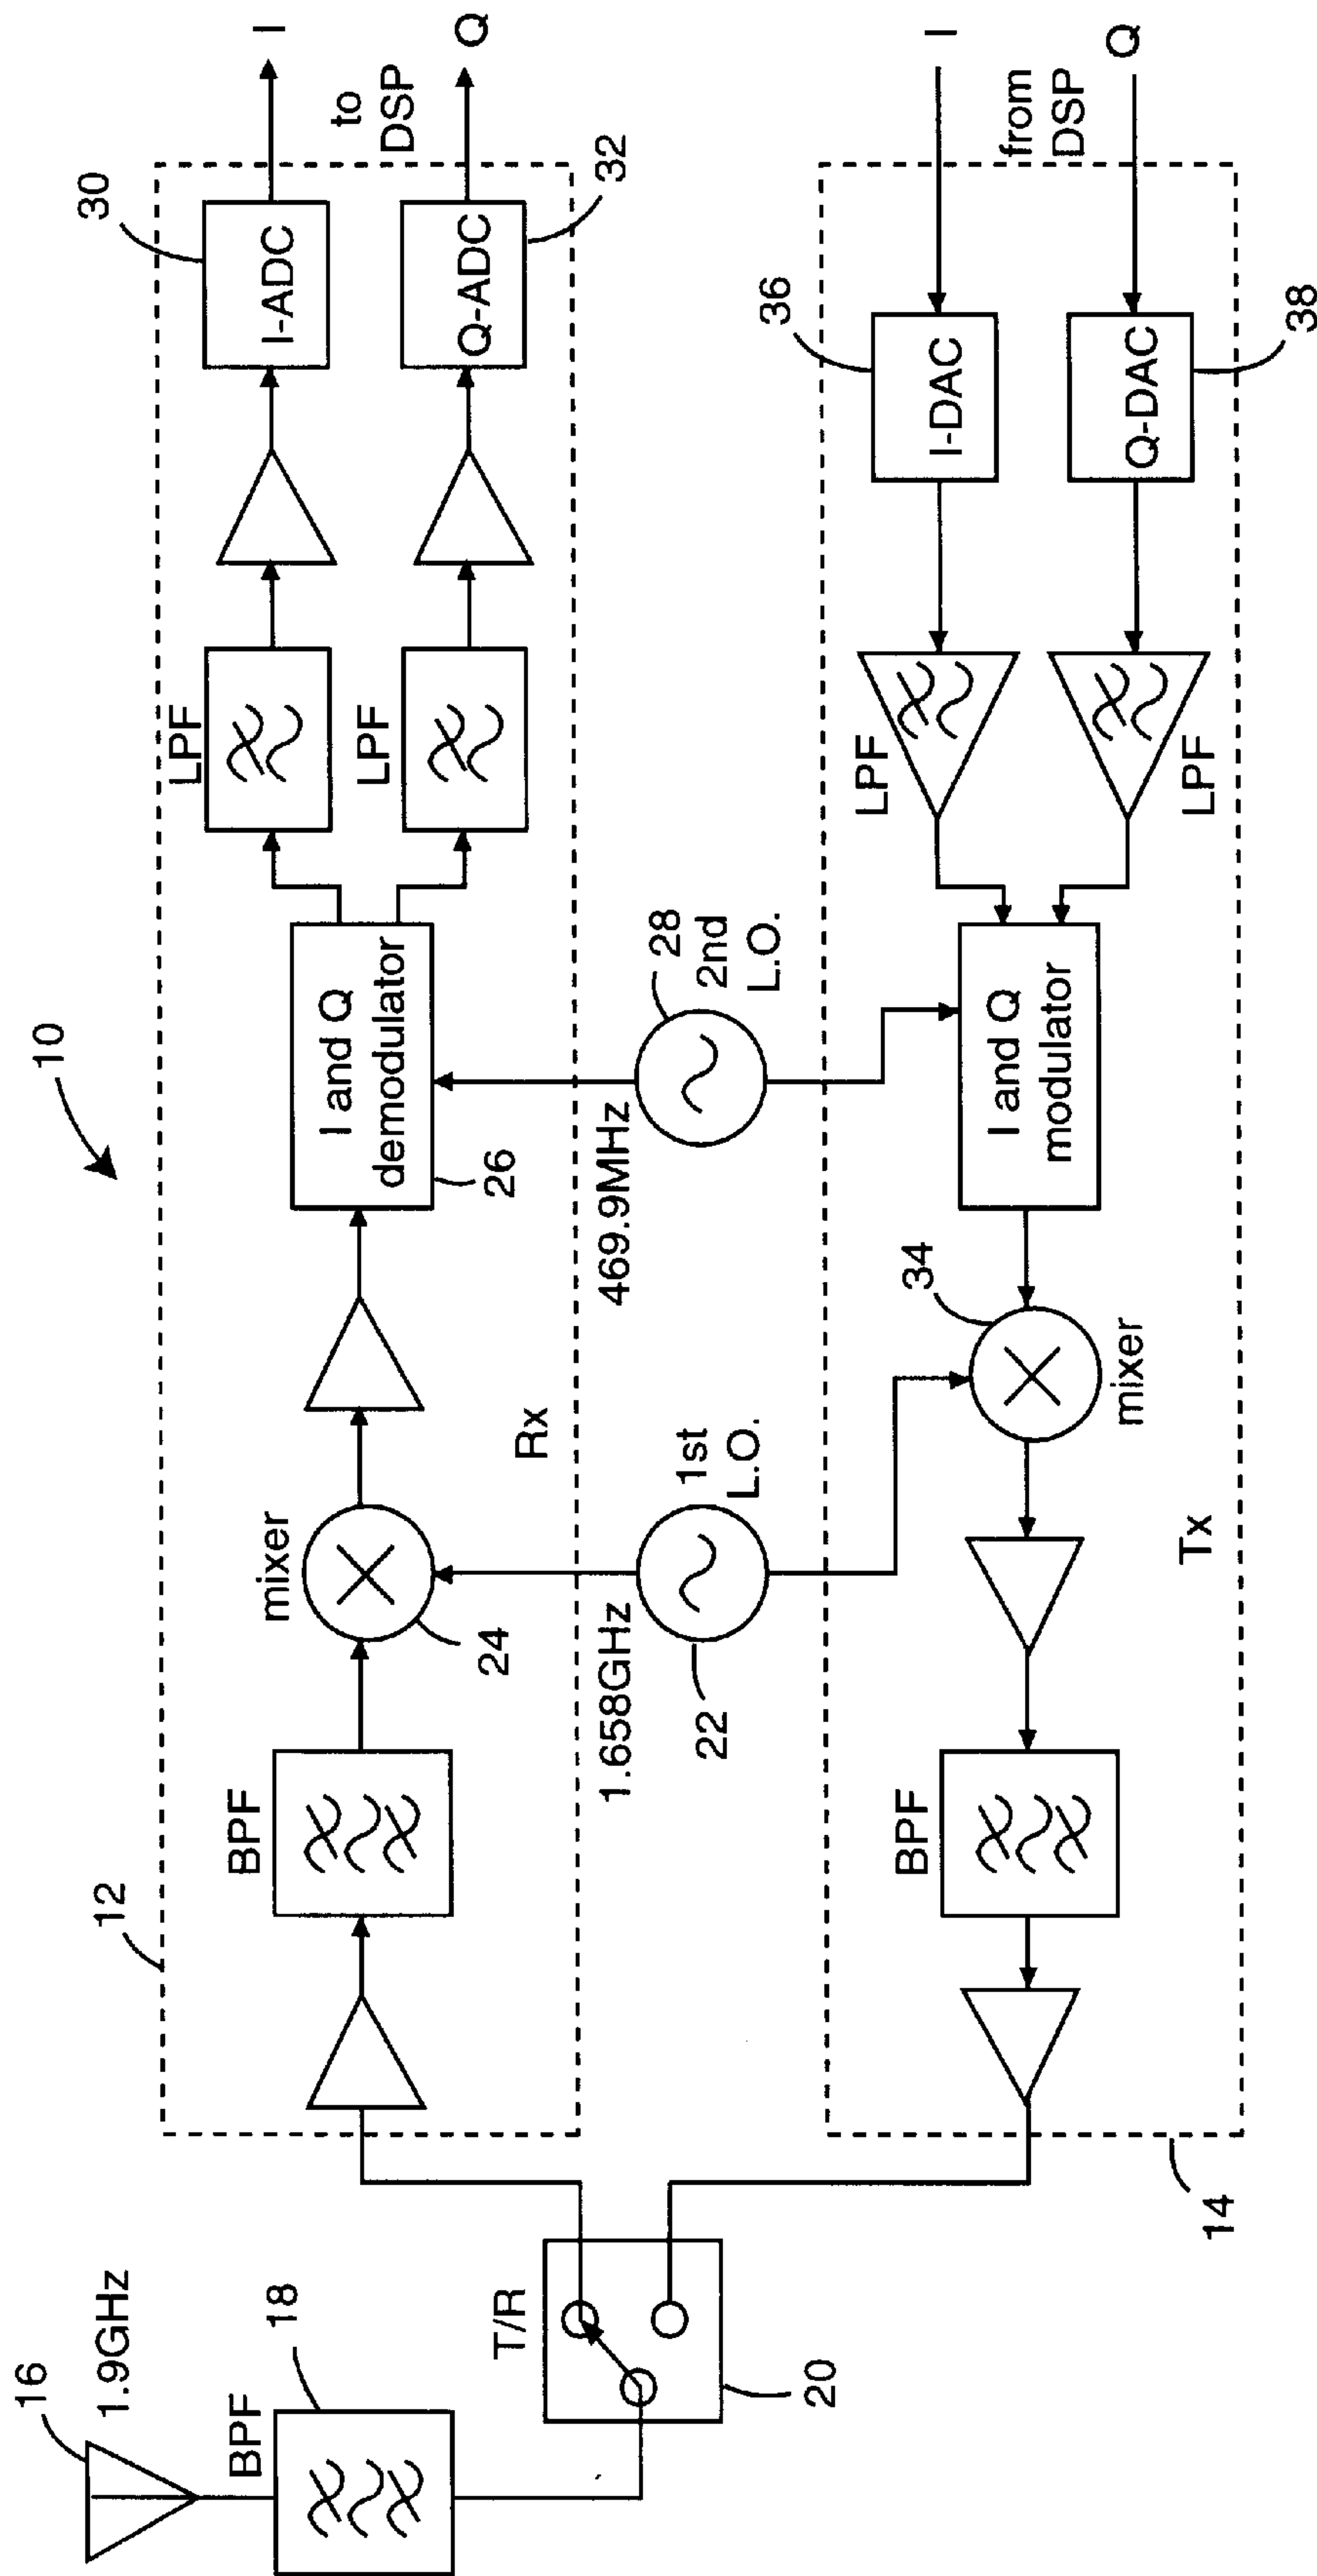 10
16
1.9GHz
BPF
18
T/R
20
12
BPF
mixer
24
Rx
I and Q
demodulator
26
LPF
LPF
30
I-ADC
Q-ADC
32
I
to
DSP
Q
1.658GHz
22
1st
L.O.
469.9MHz
28
2nd
L.O.
14
BPF
Tx
34
mixer
I and Q
modulator
LPF
LPF
36
I-DAC
Q-DAC
38
I
from
DSP
Q